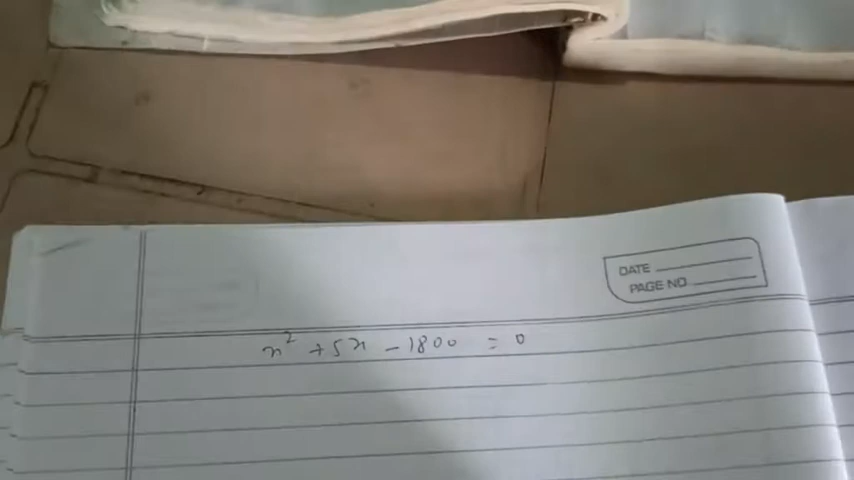 DATE
PAGE NO
x² + 5x - 1800 = 0